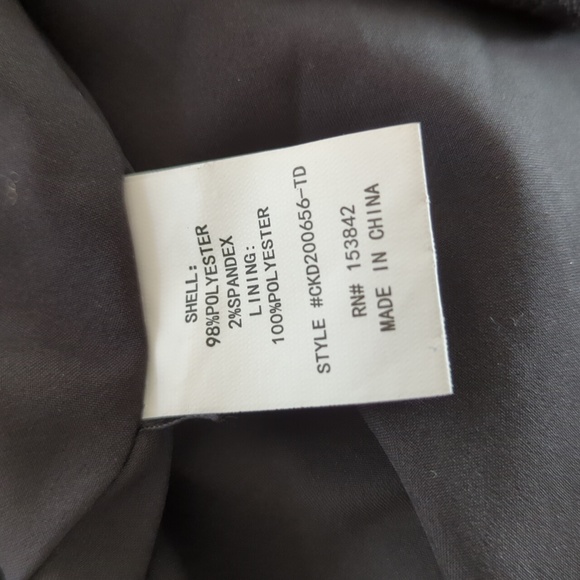 SHELL:
98%POLYESTER
2%SPANDEX
LINING:
100%POLYESTER
STYLE #CKD200656-TD
RN# 153842
MADE IN CHINA